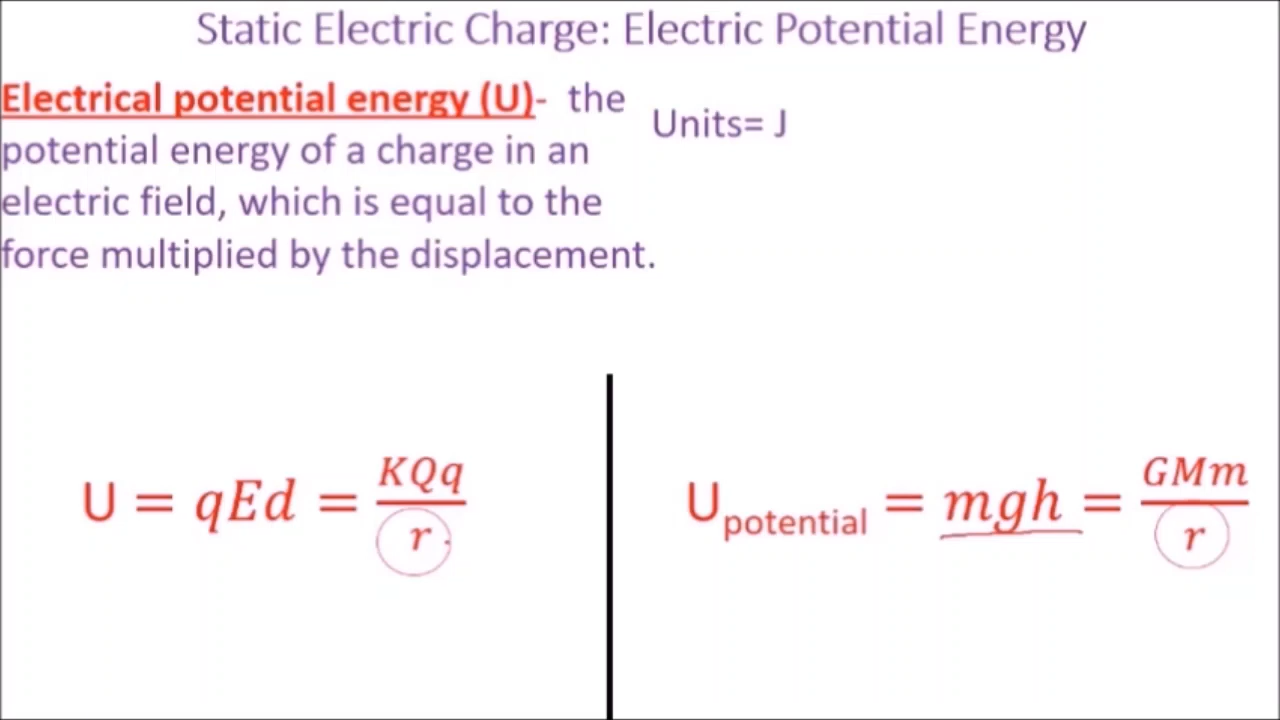 Static Electric Charge: Electric Potential Energy
Electrical potential energy (U)- the
potential energy of a charge in an
electric field, which is equal to the
force multiplied by the displacement.
Units= J
U = qEd = KQq / r
U potential = mgh = GMm / r